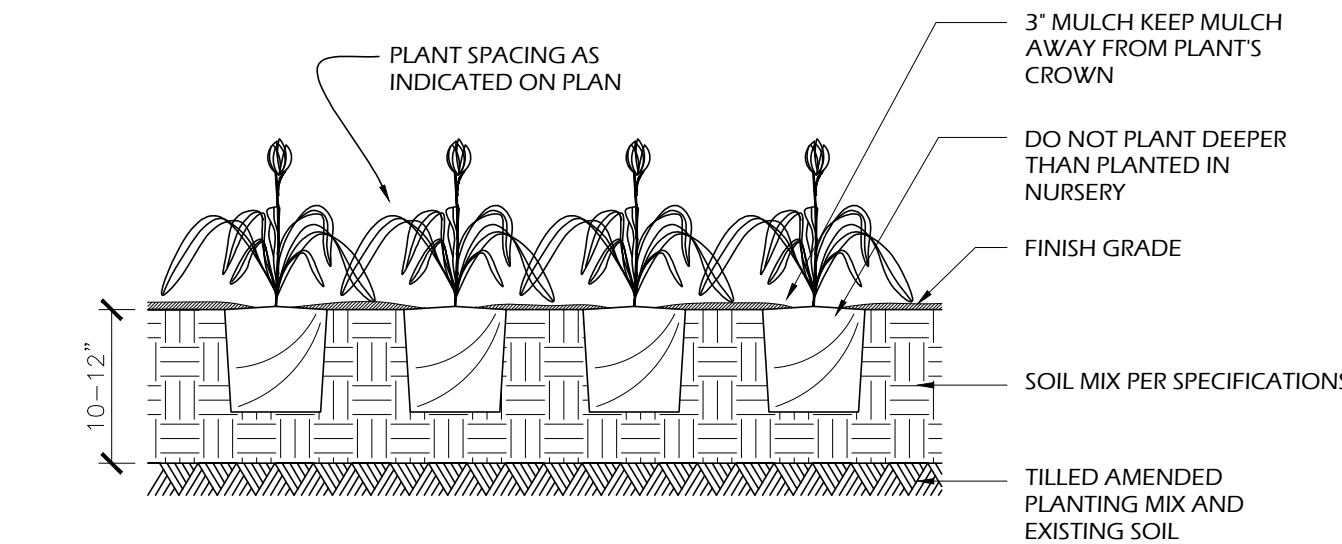 PLANT SPACING AS
INDICATED ON PLAN
3" MULCH KEEP MULCH
AWAY FROM PLANT'S
CROWN
DO NOT PLANT DEEPER
THAN PLANTED IN
NURSERY
FINISH GRADE
SOIL MIX PER SPECIFICATIONS
TILLED AMENDED
PLANTING MIX AND
EXISTING SOIL
10-12"